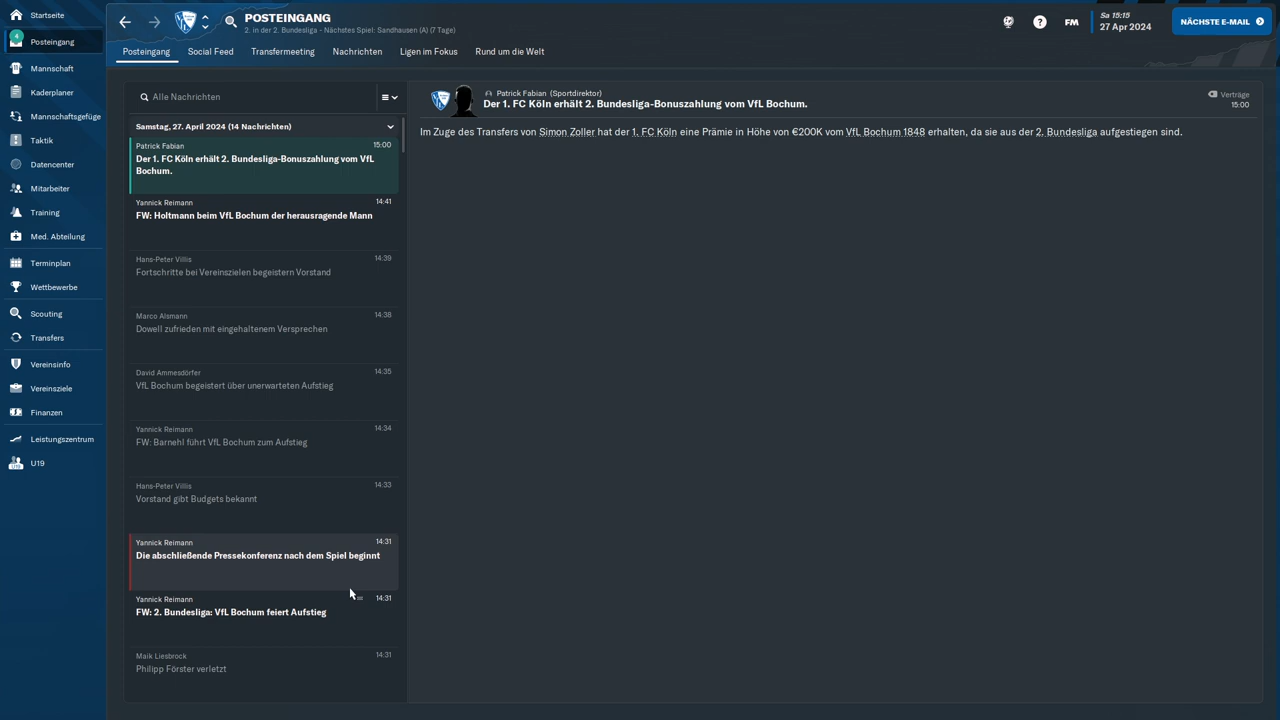 Startseite
4
Posteingang
Mannschaft
Kaderplaner
Mannschaftsgefüge
Taktik
Datencenter
Mitarbeiter
Training
Med. Abteilung
Terminplan
Wettbewerbe
Scouting
Transfers
Vereinsinfo
Vereinsziele
Finanzen
Leistungszentrum
U19
POSTEINGANG
2. in der 2. Bundesliga - Nächstes Spiel: Sandhausen (A) (7 Tage)
FM
Sa 15:15
27 Apr 2024
NÄCHSTE E-MAIL
Posteingang
Social Feed
Transfermeeting
Nachrichten
Ligen im Fokus
Rund um die Welt
Alle Nachrichten
Samstag, 27. April 2024 (14 Nachrichten)
Patrick Fabian 15:00
Der 1. FC Köln erhält 2. Bundesliga-Bonuszahlung vom VfL
Bochum.
Yannick Reimann 14:41
FW: Holtmann beim VfL Bochum der herausragende Mann
Hans-Peter Villis 14:39
Fortschritte bei Vereinszielen begeistern Vorstand
Marco Alsmann 14:38
Dowell zufrieden mit eingehaltenem Versprechen
David Ammesdörfer 14:35
VfL Bochum begeistert über unerwarteten Aufstieg
Yannick Reimann 14:34
FW: Barnehl führt VfL Bochum zum Aufstieg
Hans-Peter Villis 14:33
Vorstand gibt Budgets bekannt
Yannick Reimann 14:31
Die abschließende Pressekonferenz nach dem Spiel beginnt
Yannick Reimann 14:31
FW: 2. Bundesliga: VfL Bochum feiert Aufstieg
Maik Liesbrock 14:31
Philipp Förster verletzt
Patrick Fabian (Sportdirektor)
Der 1. FC Köln erhält 2. Bundesliga-Bonuszahlung vom VfL Bochum.
Verträge
15:00
Im Zuge des Transfers von Simon Zoller hat der 1. FC Köln eine Prämie in Höhe von €200K vom VfL Bochum 1848 erhalten, da sie aus der 2. Bundesliga aufgestiegen sind.